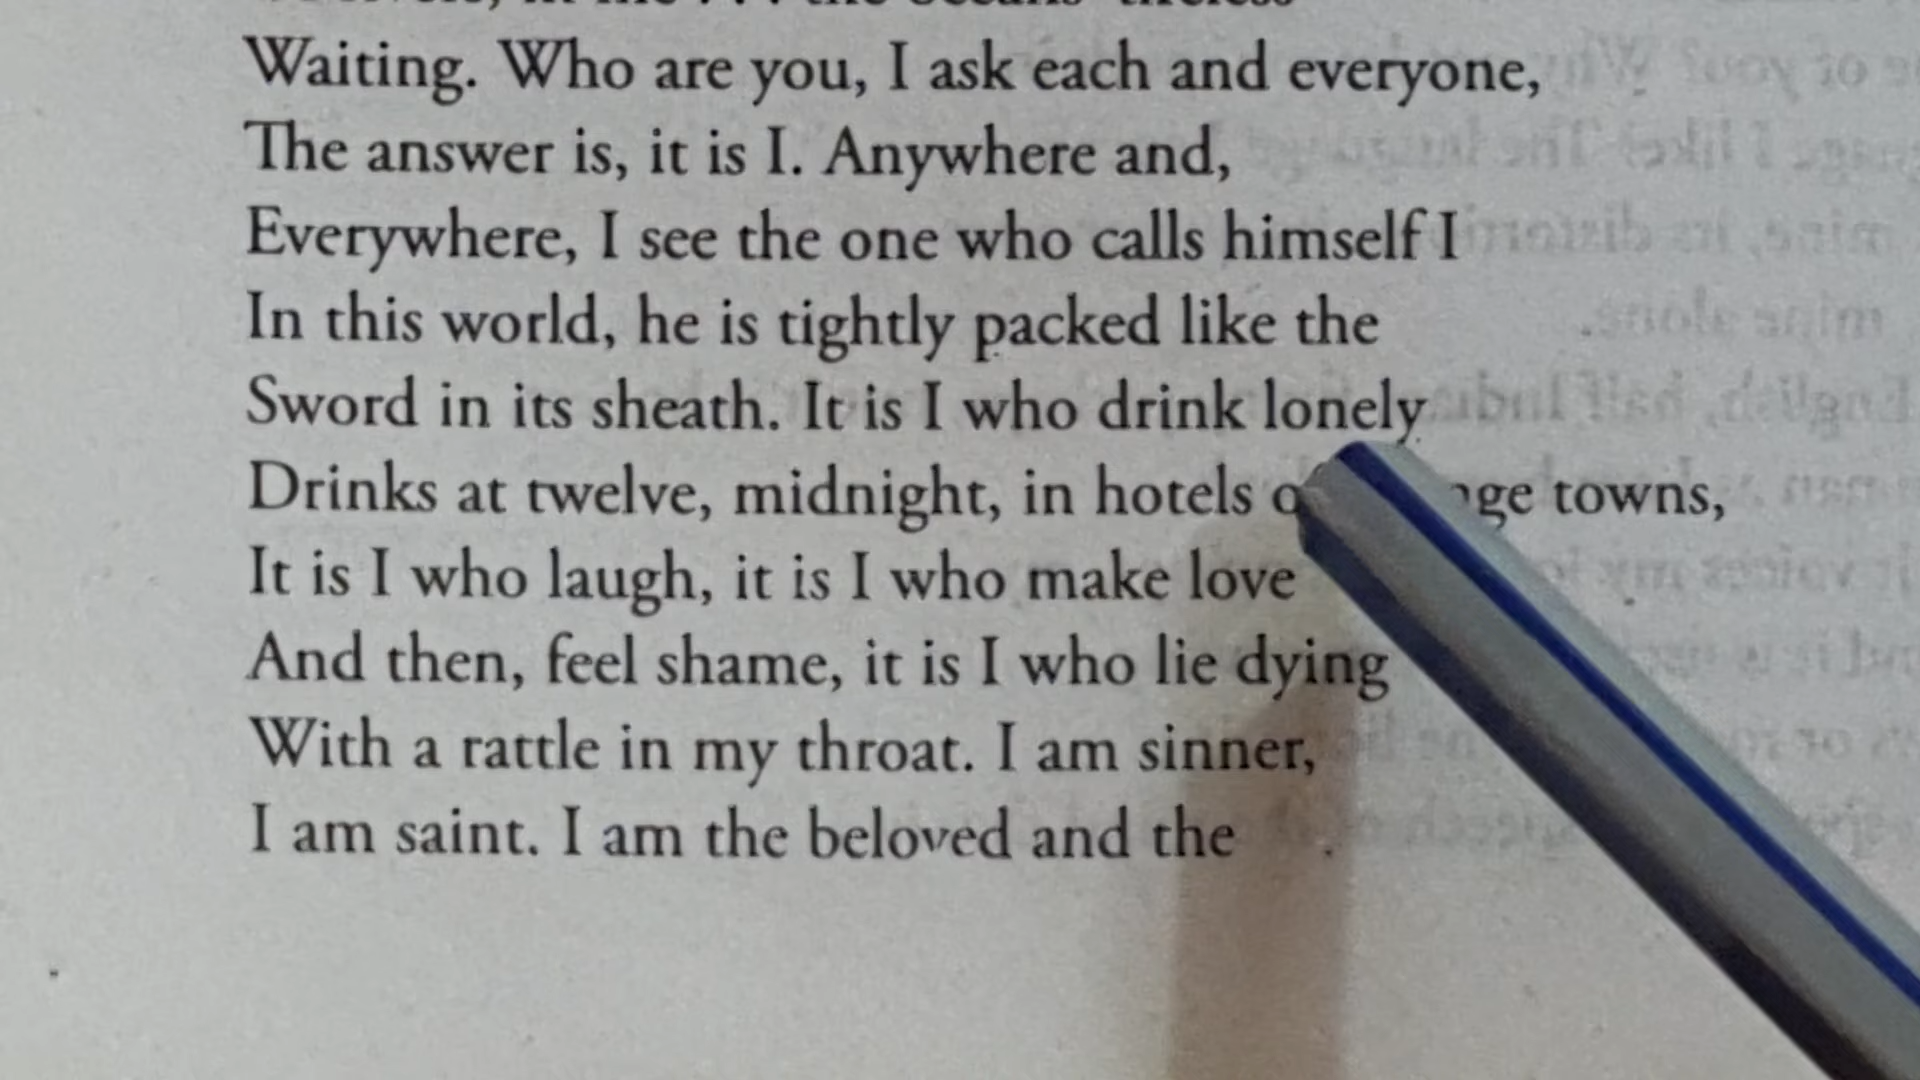 the oceans' tireless
Waiting. Who are you, I ask each and everyone,
The answer is, it is I. Anywhere and,
Everywhere, I see the one who calls himself I
In this world, he is tightly packed like the
Sword in its sheath. It is I who drink lonely
Drinks at twelve, midnight, in hotels towns,
It is I who laugh, it is I who make love
And then, feel shame, it is I who lie dying
With a rattle in my throat. I am sinner,
I am saint. I am the beloved and the